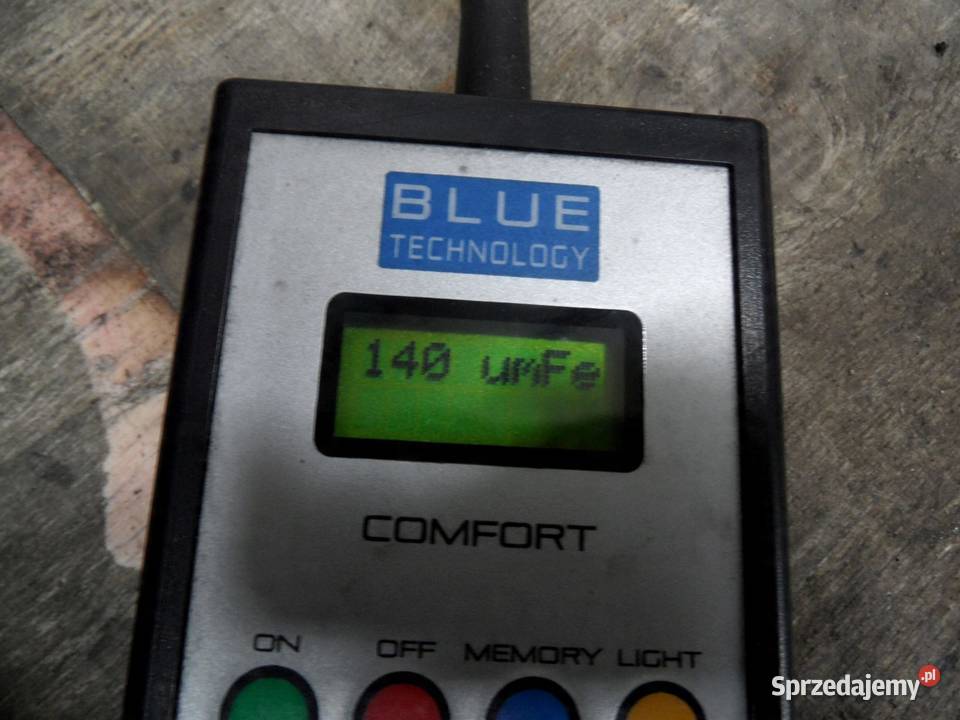 BLUE
TECHNOLOGY
140 umFe
COMFORT
ON OFF MEMORY LIGHT
Sprzedajemy.pl